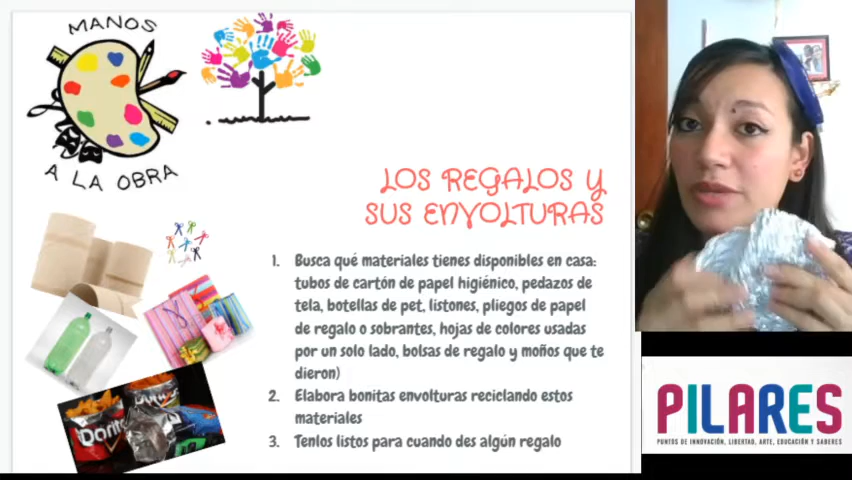 MANOS
A LA OBRA
LOS REGALOS Y
SUS ENVOLTURAS
1. Busca qué materiales tienes disponibles en casa:
tubos de cartón de papel higiénico, pedazos de
tela, botellas de pet, listones, pliegos de papel
de regalo o sobrantes, hojas de colores usadas
por un solo lado, bolsas de regalo y moños que te
dieron)
2. Elabora bonitas envolturas reciclando estos
materiales
3. Tenlos listos para cuando des algún regalo
Doritos
PILARES
PUNTOS DE INNOVACIÓN, LIBERTAD, ARTE, EDUCACIÓN Y SABERES